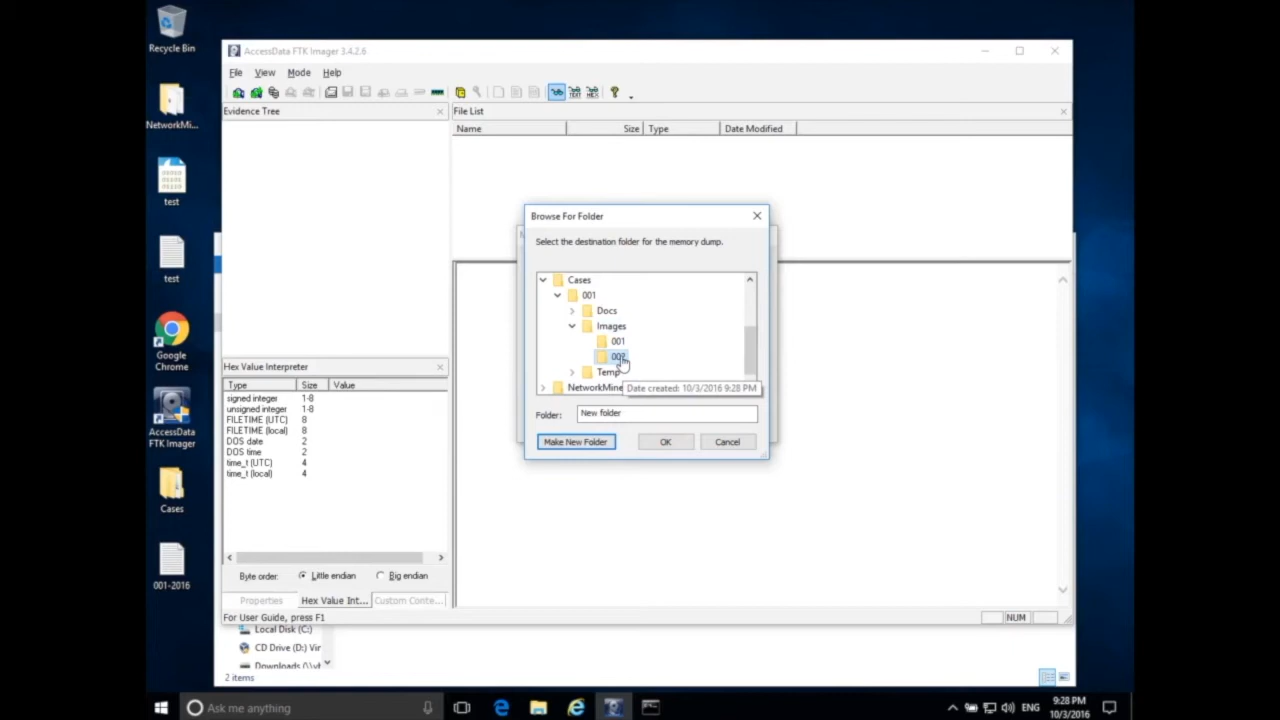 Recycle Bin
NetworkMi...
test
test
Google
Chrome
AccessData
FTK Imager
Cases
001-2016
AccessData FTK Imager 3.4.2.6
File View Mode Help
Evidence Tree
File List
Name Size Type Date Modified
Browse For Folder
Select the destination folder for the memory dump.
Cases
001
Docs
Images
001
002
Temp
NetworkMine
Date created: 10/3/2016 9:28 PM
Folder: New folder
Make New Folder OK Cancel
Hex Value Interpreter
Type Size Value
signed integer 1-8
unsigned integer 1-8
FILETIME (UTC) 8
FILETIME (local) 8
DOS date 2
DOS time 2
time_t (UTC) 4
time_t (local) 4
Byte order: Little endian Big endian
Properties Hex Value Int... Custom Conte...
For User Guide, press F1
NUM
Local Disk (C:)
CD Drive (D:) Vir
Downloads (\\vb
2 items
Ask me anything
ENG
9:28 PM
10/3/2016